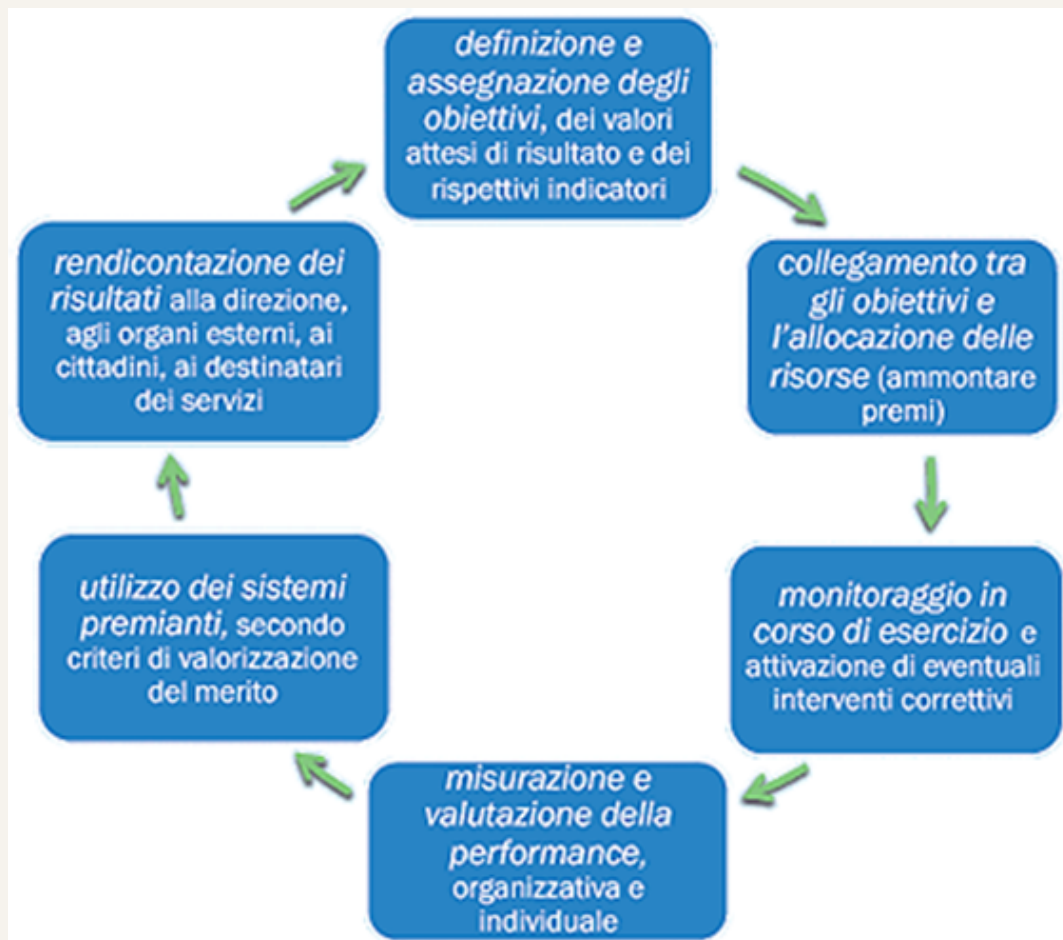 definizione e
assegnazione degli
obiettivi, dei valori
attesi di risultato e dei
rispettivi indicatori
collegamento tra
gli obiettivi e
l'allocazione delle
risorse (ammontare
premi)
monitoraggio in
corso di esercizio e
attivazione di eventuali
interventi correttivi
misurazione e
valutazione della
performance,
organizzativa e
individuale
utilizzo dei sistemi
premianti, secondo
criteri di valorizzazione
del merito
rendicontazione dei
risultati alla direzione,
agli organi esterni, ai
cittadini, ai destinatari
dei servizi